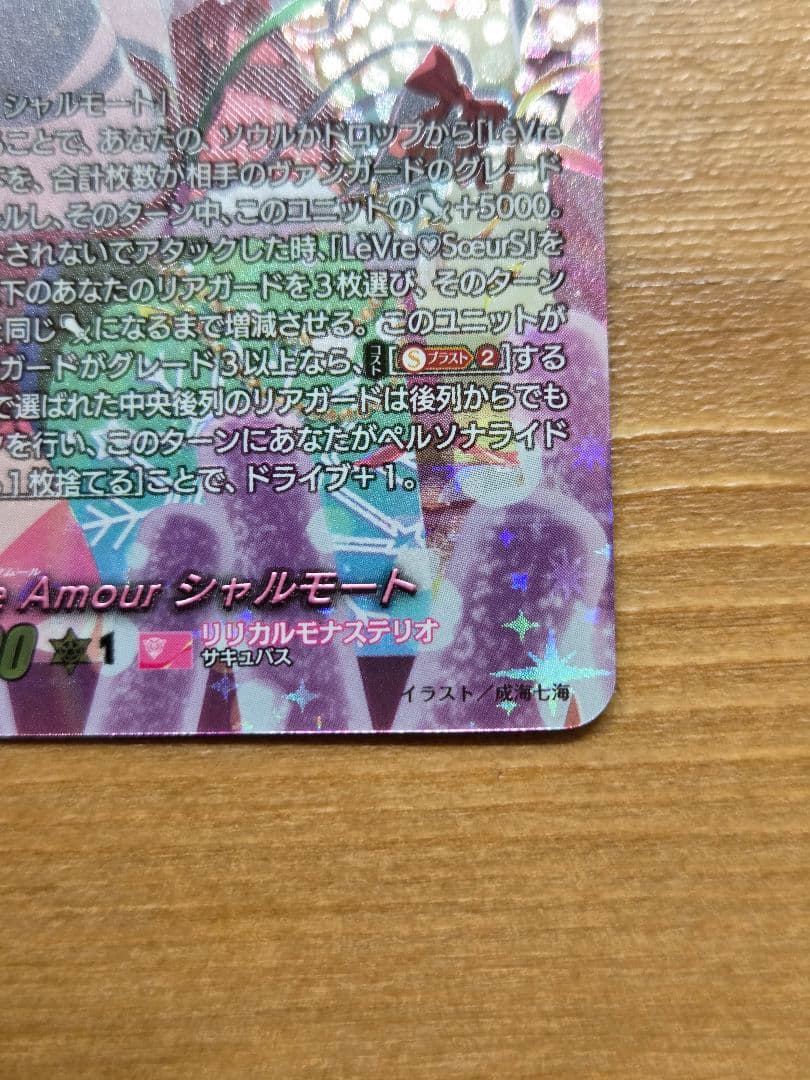 シャルモート」
ることで、あなたの、ソウルかドロップから「LeVre
を、合計枚数が相手のヴァンガードのグレード
ルし、そのターン中、このユニットの+5000。
されないでアタックした時、「LeVre♥SœurS」を
下のあなたのリアガードを3枚選び、そのターン
と同じになるまで増減させる。このユニットが
ガードがグレード3以上なら、コスト[Sブラスト2]する
で選ばれた中央後列のリアガードは後列からでも
を行い、このターンにあなたがペルソナライド
1枚捨てる]ことで、ドライブ+1。
アムール
Amour シャルモート
00 1 リリカルモナステリオ
サキュバス
イラスト／成海七海